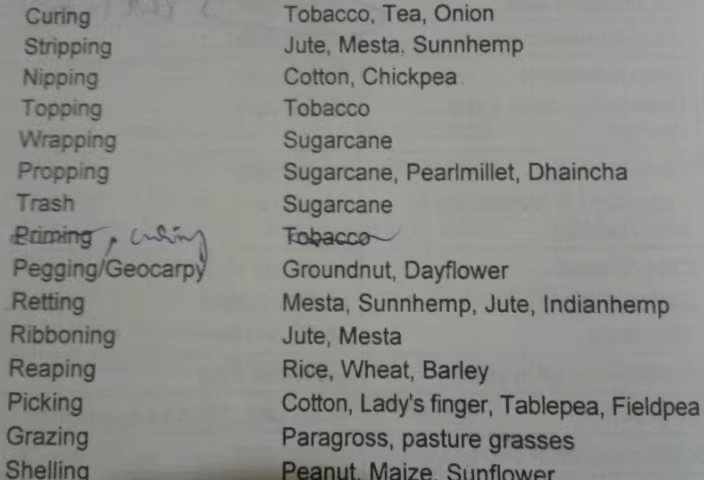 Curing Tobacco, Tea, Onion
Stripping Jute, Mesta. Sunnhemp
Nipping Cotton, Chickpea
Topping Tobacco
Wrapping Sugarcane
Propping Sugarcane, Pearlmillet, Dhaincha
Trash Sugarcane
Priming, curing Tobacco
Pegging/Geocarpy Groundnut, Dayflower
Retting Mesta, Sunnhemp, Jute, Indianhemp
Ribboning Jute, Mesta
Reaping Rice, Wheat, Barley
Picking Cotton, Lady's finger, Tablepea, Fieldpea
Grazing Paragross, pasture grasses
Shelling Peanut, Maize, Sunflower